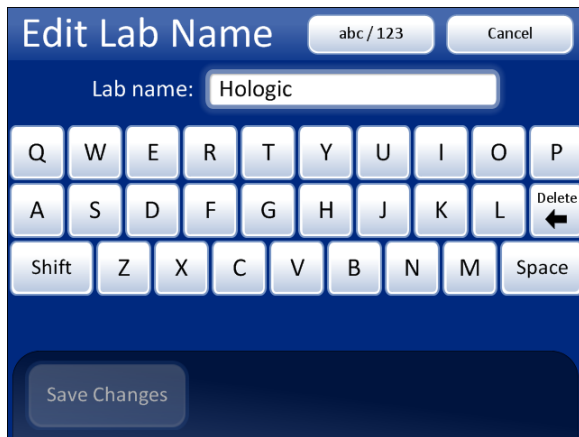 Edit Lab Name abc / 123 Cancel
Lab name: Hologic
Q W E R T Y U I O P
A S D F G H J K L Delete
Shift Z X C V B N M Space
Save Changes